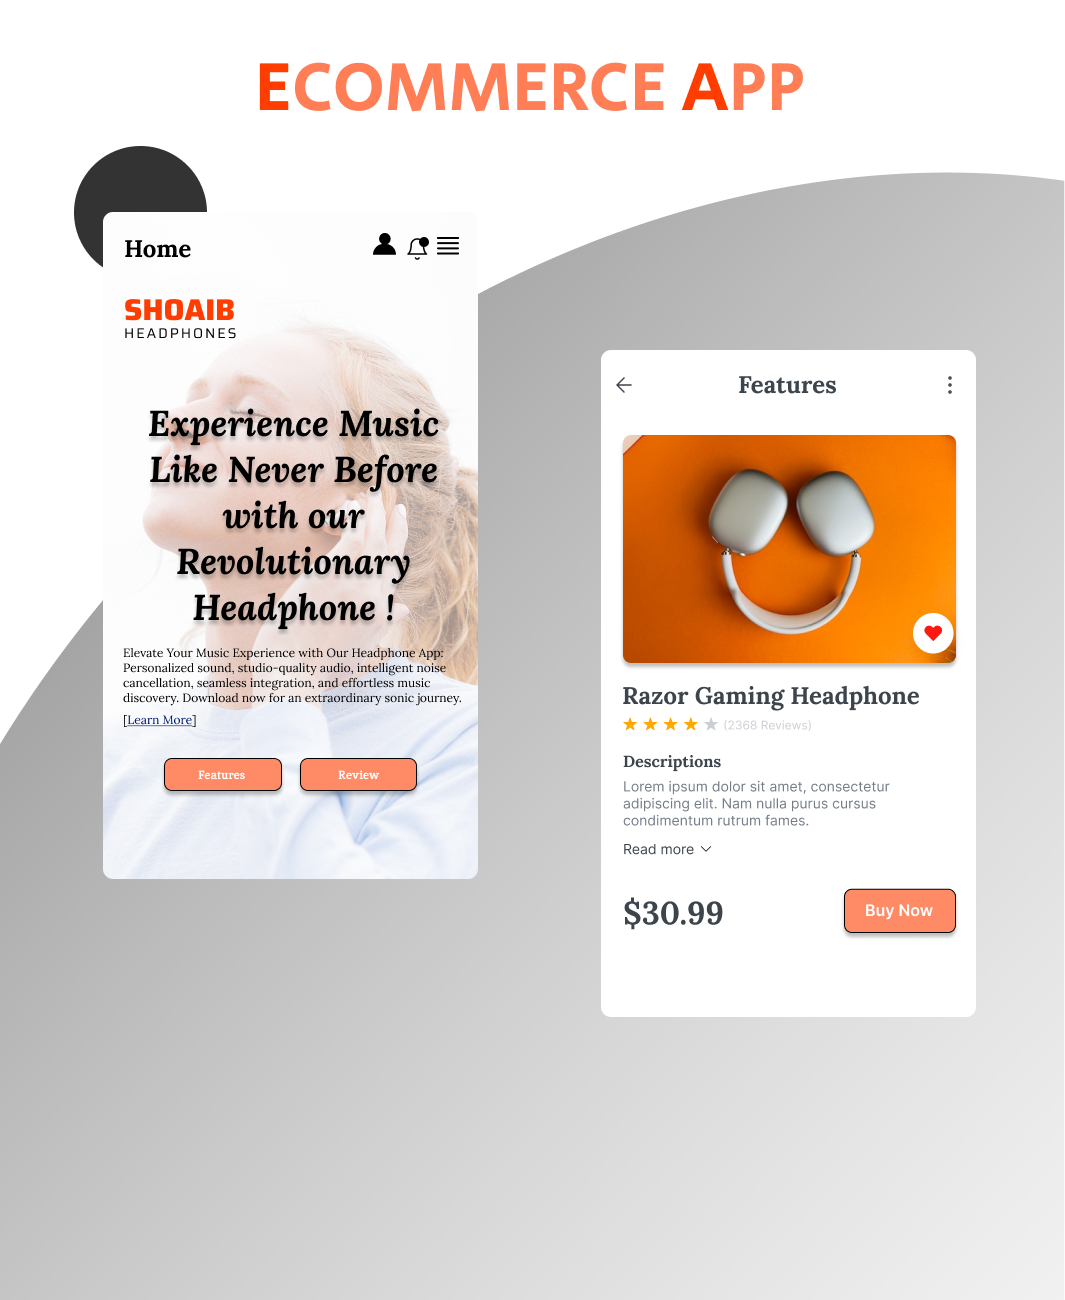 ECOMMERCE APP
Home
SHOAIB
HEADPHONES
Experience Music
Like Never Before
with our
Revolutionary
Headphone !
Elevate Your Music Experience with Our Headphone App:
Personalized sound, studio-quality audio, intelligent noise
cancellation, seamless integration, and effortless music
discovery. Download now for an extraordinary sonic journey.
[Learn More]
Features
Review
Features
Razor Gaming Headphone
(2368 Reviews)
Descriptions
Lorem ipsum dolor sit amet, consectetur
adipiscing elit. Nam nulla purus cursus
condimentum rutrum fames.
Read more
$30.99
Buy Now